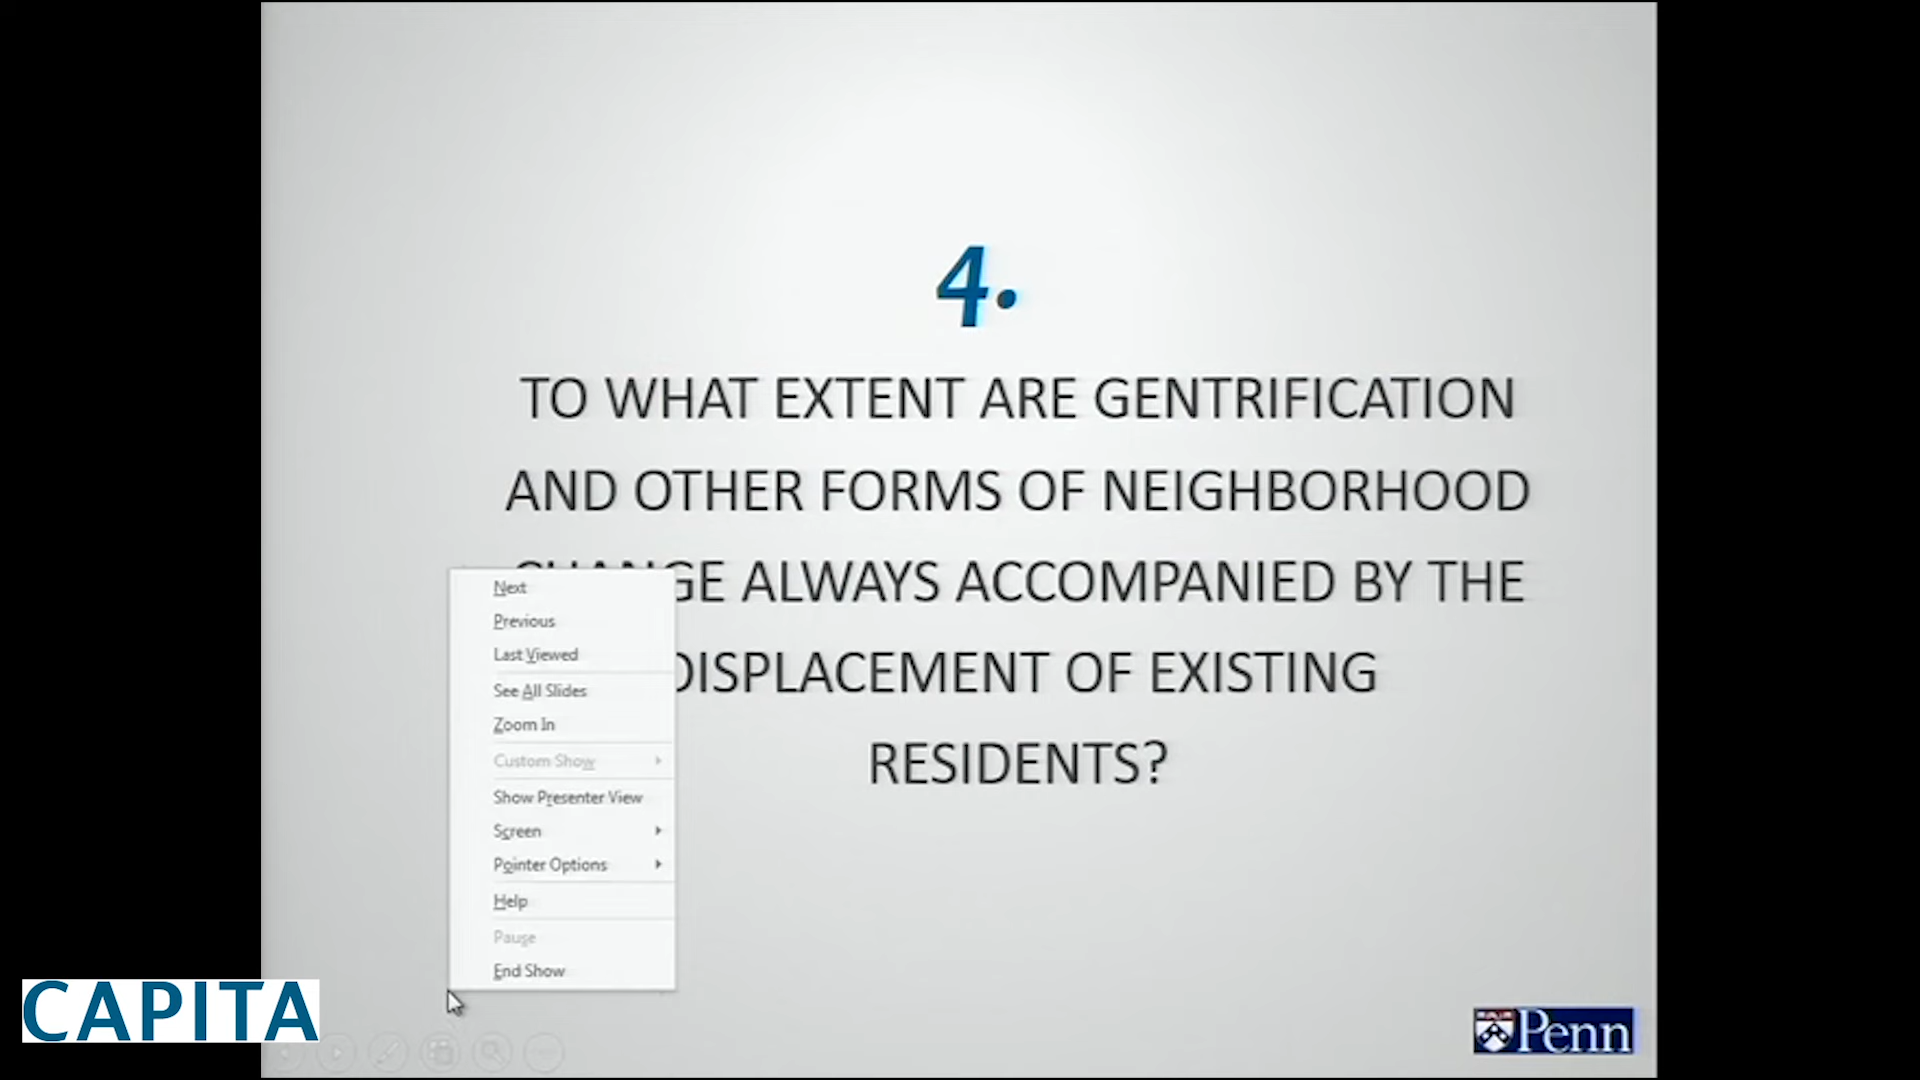 4.
TO WHAT EXTENT ARE GENTRIFICATION
AND OTHER FORMS OF NEIGHBORHOOD
CHANGE ALWAYS ACCOMPANIED BY THE
DISPLACEMENT OF EXISTING
RESIDENTS?
Next
Previous
Last Viewed
See All Slides
Zoom In
Custom Show
Show Presenter View
Screen
Pointer Options
Help
Pause
End Show
CAPITA
Penn